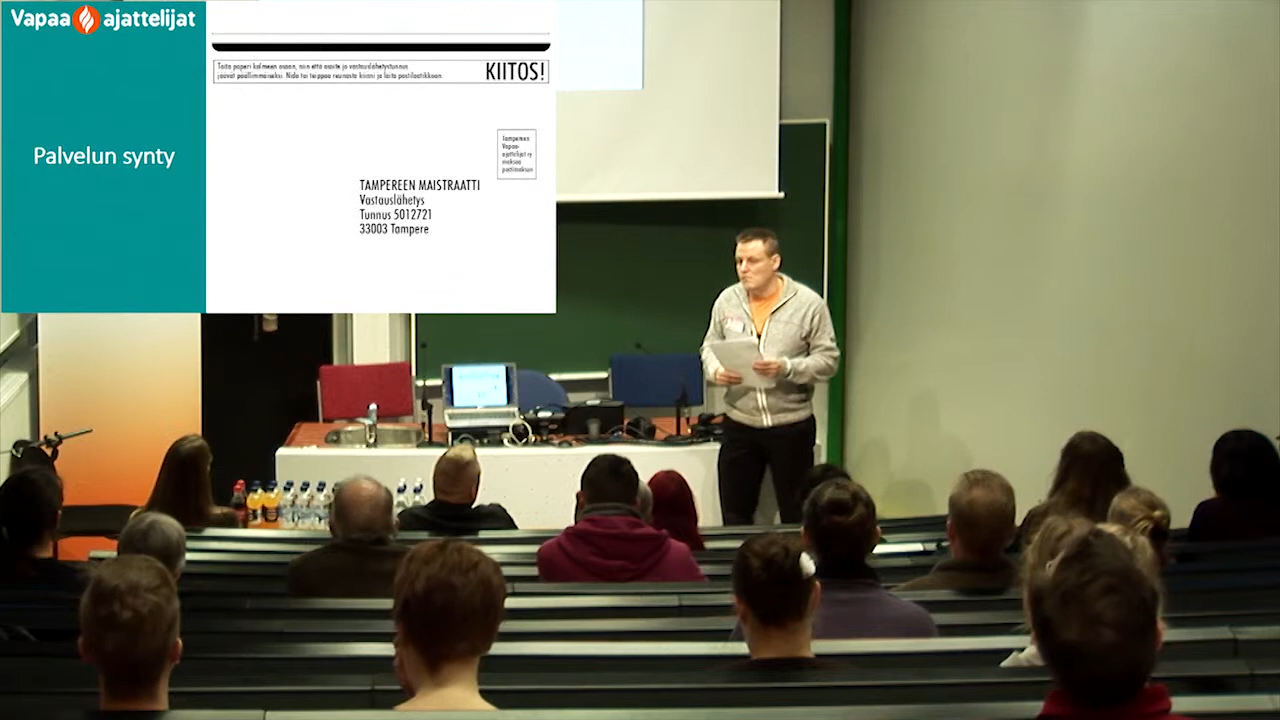 Vapaa ajattelijat
Palvelun synty
Taita paperi kolmeen osaan, niin että osoite ja vastauslähetystunnus
jäävät päällimmäiseksi. Nido tai teippaa reunasta kiinni ja laita postilaatikkoon.
KIITOS!
Tampereen
Vapaa-
ajattelijat ry
maksaa
postimaksun
TAMPEREEN MAISTRAATTI
Vastauslähetys
Tunnus 5012721
33003 Tampere